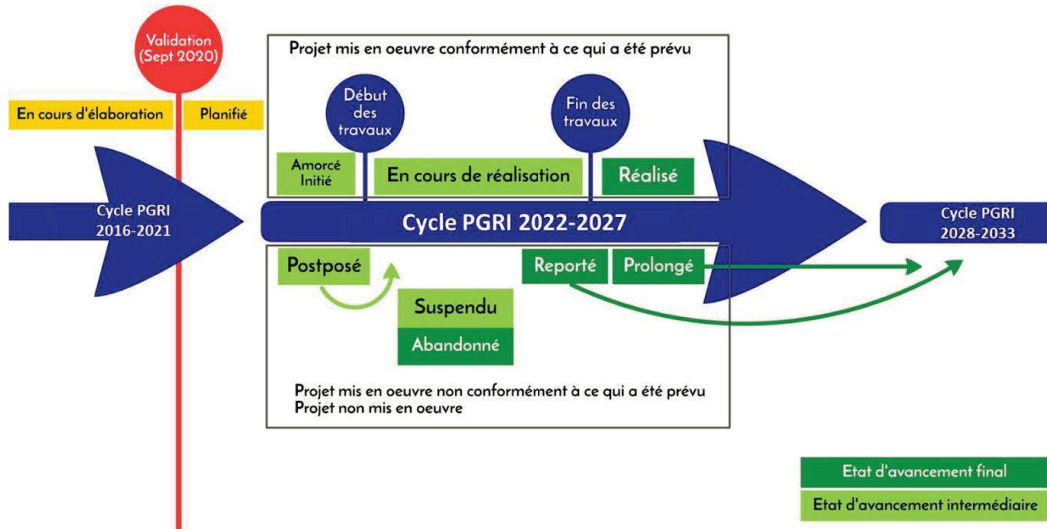 Validation
(Sept 2020)
Projet mis en oeuvre conformément à ce qui a été prévu
En cours d'élaboration
Planifié
Début
des
travaux
Fin des
travaux
Amorcé
Initié
En cours de réalisation
Réalisé
Cycle PGRI
2016-2021
Cycle PGRI 2022-2027
Cycle PGRI
2028-2033
Postposé
Reporté
Prolongé
Suspendu
Abandonné
Projet mis en oeuvre non conformément à ce qui a été prévu
Projet non mis en oeuvre
Etat d'avancement final
Etat d'avancement intermédiaire